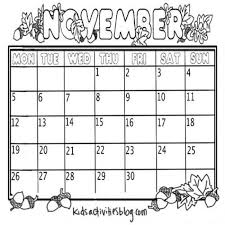 NOVEMBER
MON TUE WED THU FRI SAT SUN
1 2 3 4
5 6 7 8 9 10 11
12 13 14 15 16 17 18
19 20 21 22 23 24 25
26 27 28 29 30
kidsactivitiesblog.com